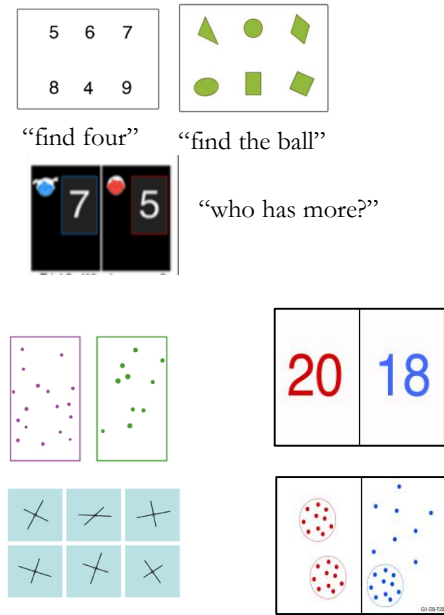 5 6 7
8 4 9
“find four” “find the ball”
7 5
“who has more?”
20 18